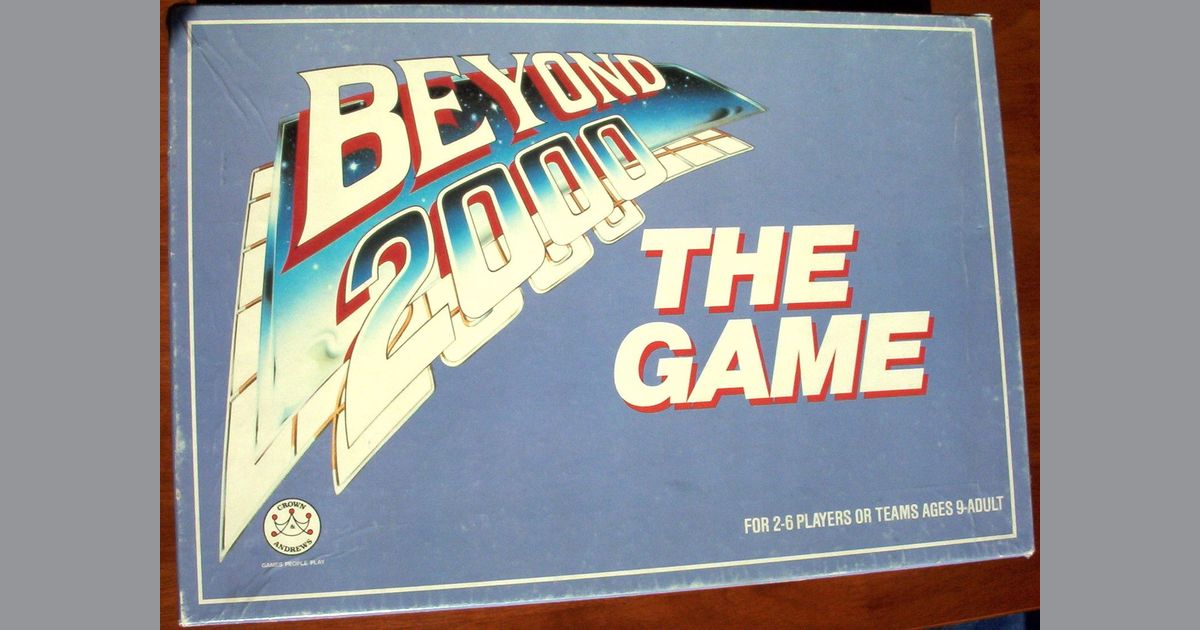 BEYOND
2000
THE
GAME
CROWN
&
ANDREWS
GAMES PEOPLE PLAY
FOR 2-6 PLAYERS OR TEAMS AGES 9-ADULT